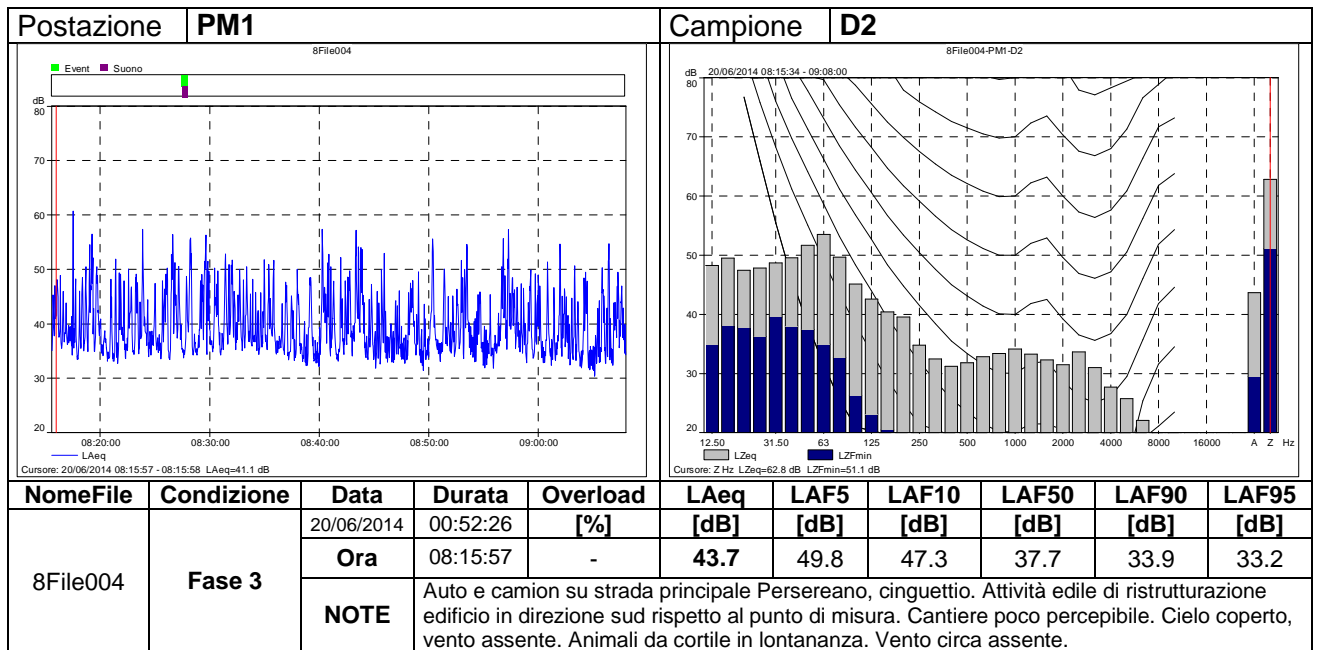 Postazione PM1 Campione D2
8File004
Event Suono
dB
80
70
60
50
40
30
20
08:20:00 08:30:00 08:40:00 08:50:00 09:00:00
LAeq
Cursore: 20/06/2014 08:15:57 - 08:15:58 LAeq=41.1 dB
8File004-PM1-D2
dB 20/06/2014 08:15:34 - 09:08:00
80
70
60
50
40
30
20
12.50 31.50 63 125 250 500 1000 2000 4000 8000 16000 A Z Hz
LZeq LZFmin
Cursore: Z Hz LZeq=62.8 dB LZFmin=51.1 dB
NomeFile Condizione Data Durata Overload LAeq LAF5 LAF10 LAF50 LAF90 LAF95
20/06/2014 00:52:26 [%] [dB] [dB] [dB] [dB] [dB] [dB]
8File004 Fase 3 Ora 08:15:57 - 43.7 49.8 47.3 37.7 33.9 33.2
NOTE Auto e camion su strada principale Persereano, cinguettio. Attività edile di ristrutturazione
edificio in direzione sud rispetto al punto di misura. Cantiere poco percepibile. Cielo coperto,
vento assente. Animali da cortile in lontananza. Vento circa assente.